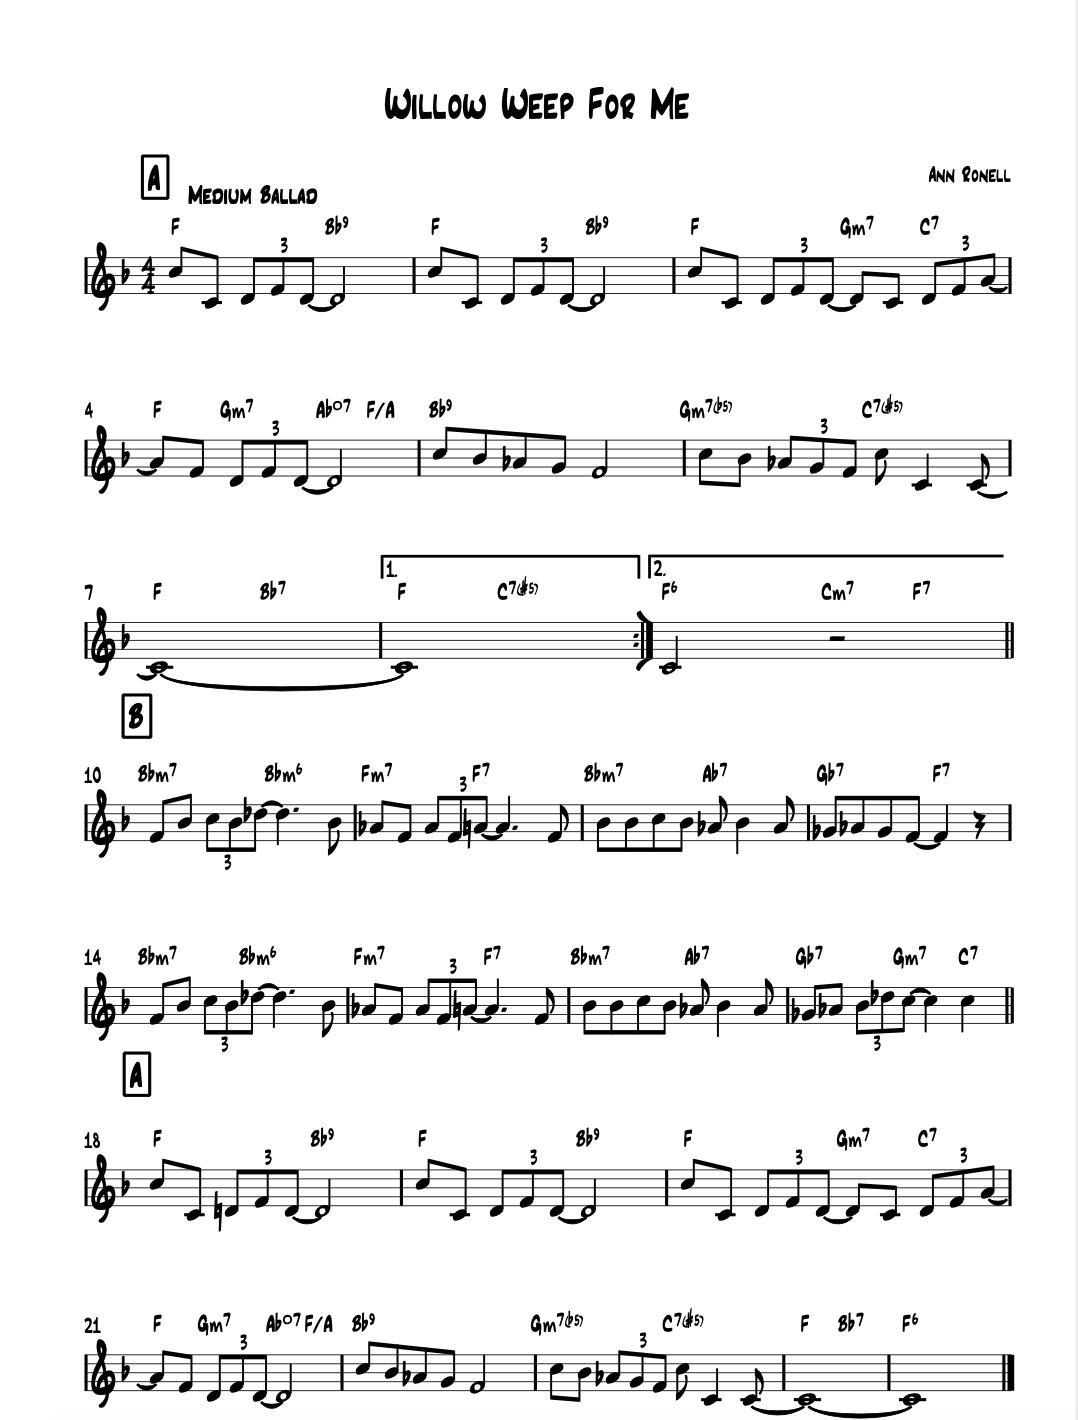 Willow Weep For Me
A
Ann Ronell
Medium Ballad
F Bb9 F Bb9 F Gm7 C7
3 3 3 3
4
4
4 F Gm7 Abo7 F/A Bb9 Gm7(b5) C7(#5)
3 3
1. 2.
7 F Bb7 F C7(#5) F6 Cm7 F7
B
10 Bbm7 Bbm6 Fm7 F7 Bbm7 Ab7 Gb7 F7
3
3
14 Bbm7 Bbm6 Fm7 F7 Bbm7 Ab7 Gb7 Gm7 C7
3
3 3
A
18 F Bb9 F Bb9 F Gm7 C7
3 3 3 3
21 F Gm7 Abo7 F/A Bb9 Gm7(b5) C7(#5) F Bb7 F6
3 3